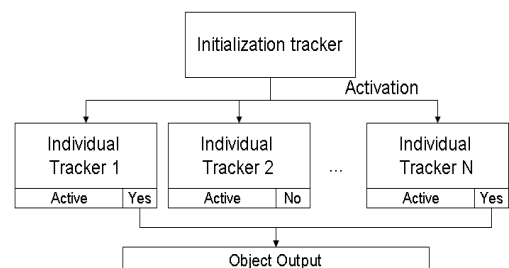 Initialization tracker
Activation
Individual
Tracker 1
Active Yes
Individual
Tracker 2
Active No
...
Individual
Tracker N
Active Yes
Object Output